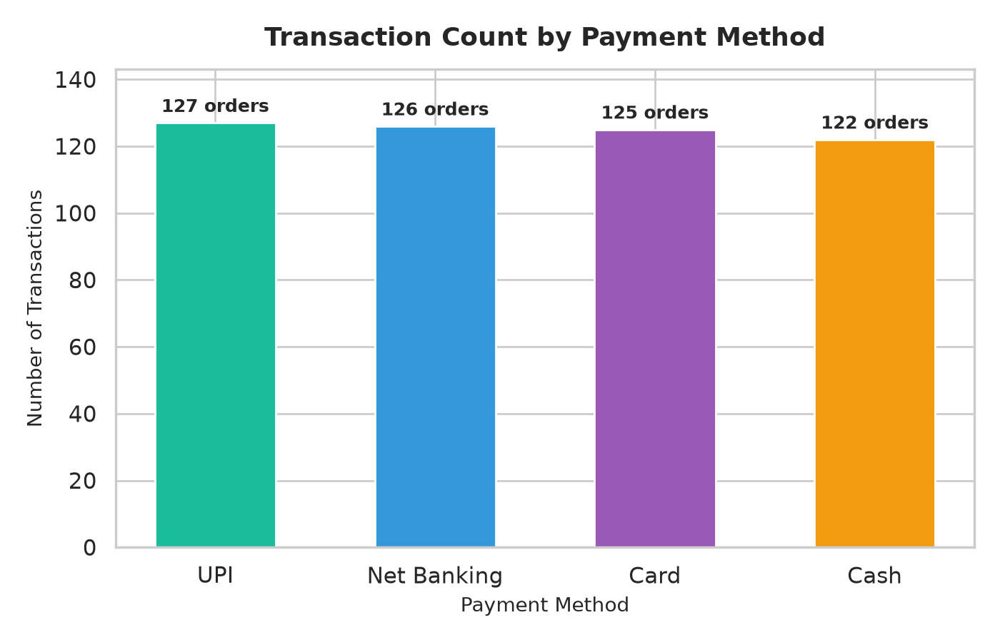 Transaction Count by Payment Method
140
120
100
80
60
40
20
0
Number of Transactions
127 orders
126 orders
125 orders
122 orders
UPI
Net Banking
Card
Cash
Payment Method